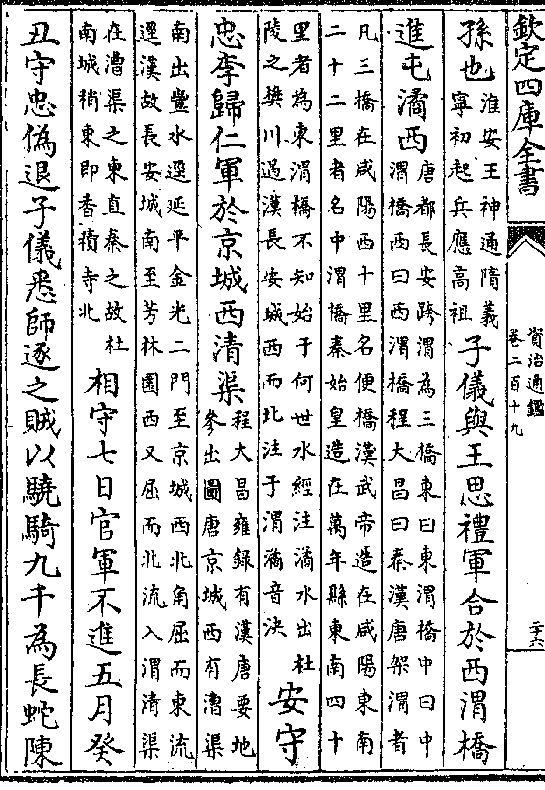 欽定四庫全書
資治通鑑
卷二百十九
二十六
孫也
淮安王神通隋義
寧初起兵應高祖
子儀與王思禮軍合於西渭橋
進屯潏西
唐都長安跨渭為三橋東曰東渭橋中曰中
渭橋西曰西渭橋程大昌曰秦漢唐架渭者
凡三橋在咸陽西十里名便橋漢武帝造在咸陽東南
二十二里者名中渭橋秦始皇造在萬年縣東南四十
里者為東渭橋不知始于何世水經注潏水出杜
陵之樊川過漢長安城西而北注于渭潏音決
安守
忠李歸仁軍於京城西清渠
程大昌雍錄有漢唐要地
參出圖唐京城西有漕渠
南出豐水逕延平金光二門至京城西北角屈而東流
逕漢故長安城南至芳林園西又屈而北流入渭清渠
在漕渠之東直秦之故杜
南城稍東即香積寺北
相守七日官軍不進五月癸
丑守忠偽退子儀悉師逐之賊以驍騎九千為長蛇陳